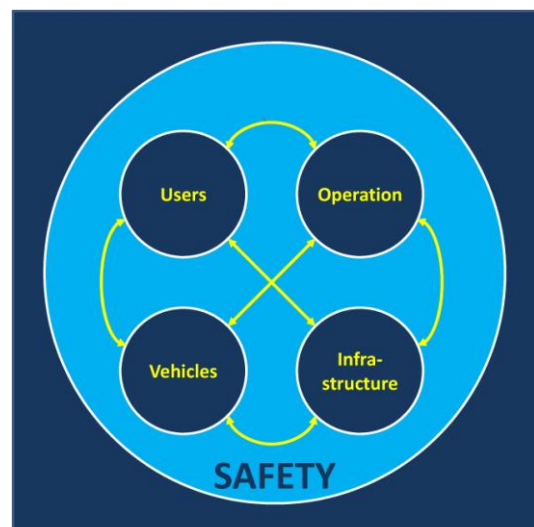 Users
Operation
Vehicles
Infra-
structure
SAFETY